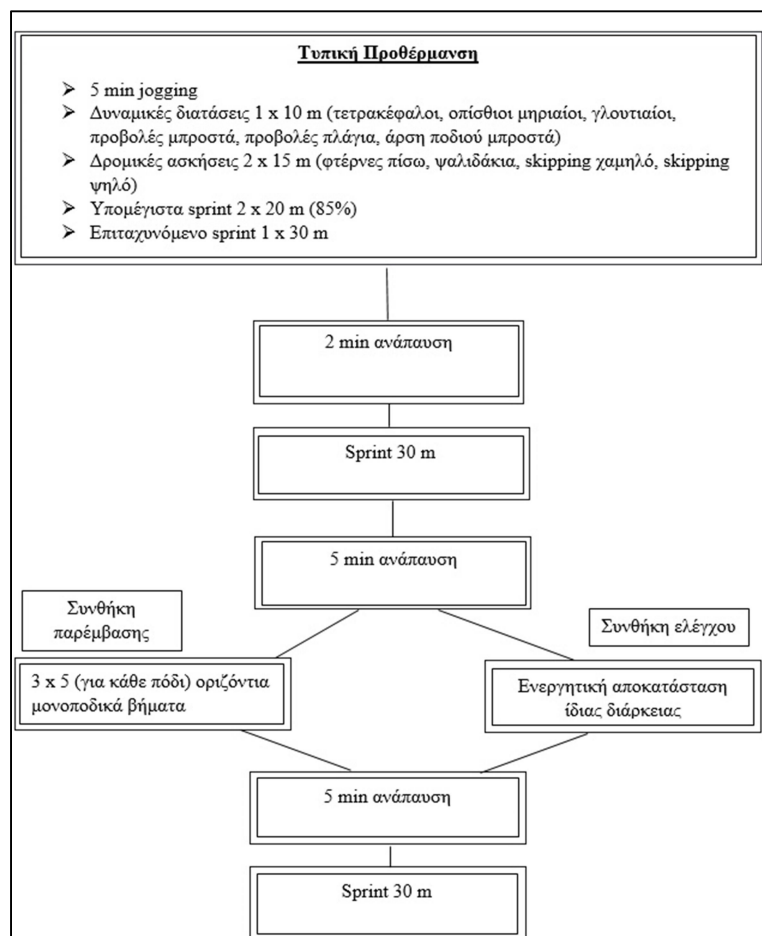 Τυπική Προθέρμανση
➢ 5 min jogging
➢ Δυναμικές διατάσεις 1 x 10 m (τετρακέφαλοι, οπίσθιοι μηριαίοι, γλουτιαίοι,
προβολές μπροστά, προβολές πλάγια, άρση ποδιού μπροστά)
➢ Δρομικές ασκήσεις 2 x 15 m (φτέρνες πίσω, ψαλιδάκια, skipping χαμηλό, skipping
ψηλό)
➢ Υπομέγιστα sprint 2 x 20 m (85%)
➢ Επιταχυνόμενο sprint 1 x 30 m
2 min ανάπαυση
Sprint 30 m
5 min ανάπαυση
Συνθήκη
παρέμβασης
Συνθήκη ελέγχου
3 x 5 (για κάθε πόδι) οριζόντια
μονοποδικά βήματα
Ενεργητική αποκατάσταση
ίδιας διάρκειας
5 min ανάπαυση
Sprint 30 m